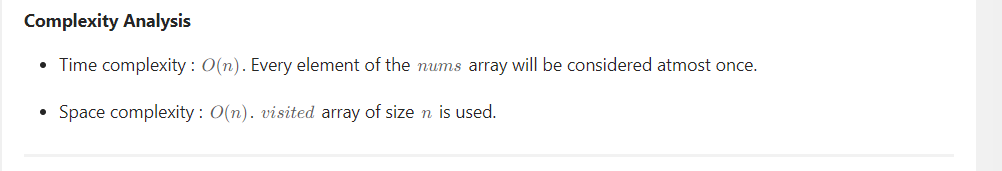 Complexity Analysis
• Time complexity : O(n). Every element of the nums array will be considered atmost once.
• Space complexity : O(n). visited array of size n is used.